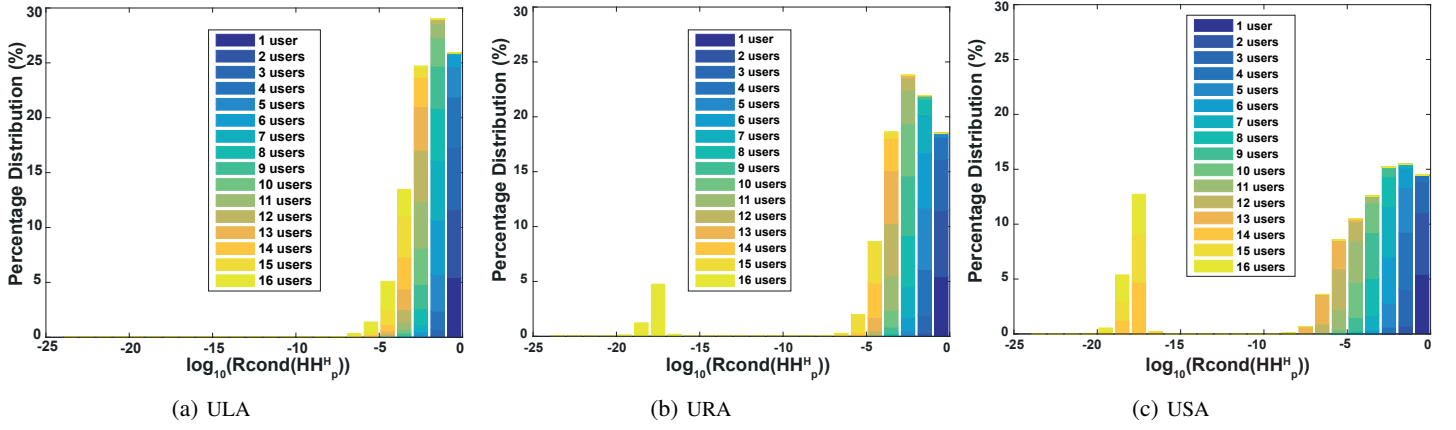 Percentage Distribution (%)
30
25
20
15
10
5
0
1 user
2 users
3 users
4 users
5 users
6 users
7 users
8 users
9 users
10 users
11 users
12 users
13 users
14 users
15 users
16 users
-25 -20 -15 -10 -5 0
log10(Rcond(HH^H_p))
(a) ULA
Percentage Distribution (%)
30
25
20
15
10
5
0
1 user
2 users
3 users
4 users
5 users
6 users
7 users
8 users
9 users
10 users
11 users
12 users
13 users
14 users
15 users
16 users
-25 -20 -15 -10 -5 0
log10(Rcond(HH^H_p))
(b) URA
Percentage Distribution (%)
30
25
20
15
10
5
0
1 user
2 users
3 users
4 users
5 users
6 users
7 users
8 users
9 users
10 users
11 users
12 users
13 users
14 users
15 users
16 users
-25 -20 -15 -10 -5 0
log10(Rcond(HH^H_p))
(c) USA